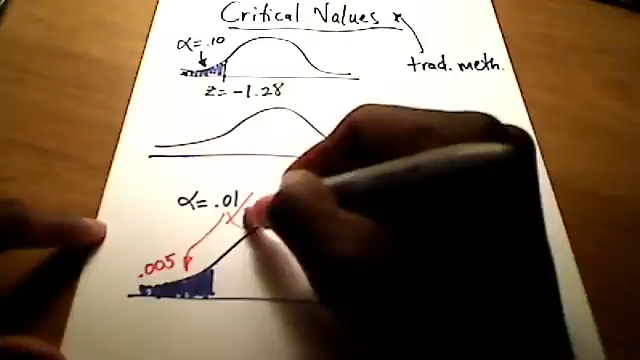 Critical Values *
α = .10
trad. meth.
z = -1.28
α = .01
.005